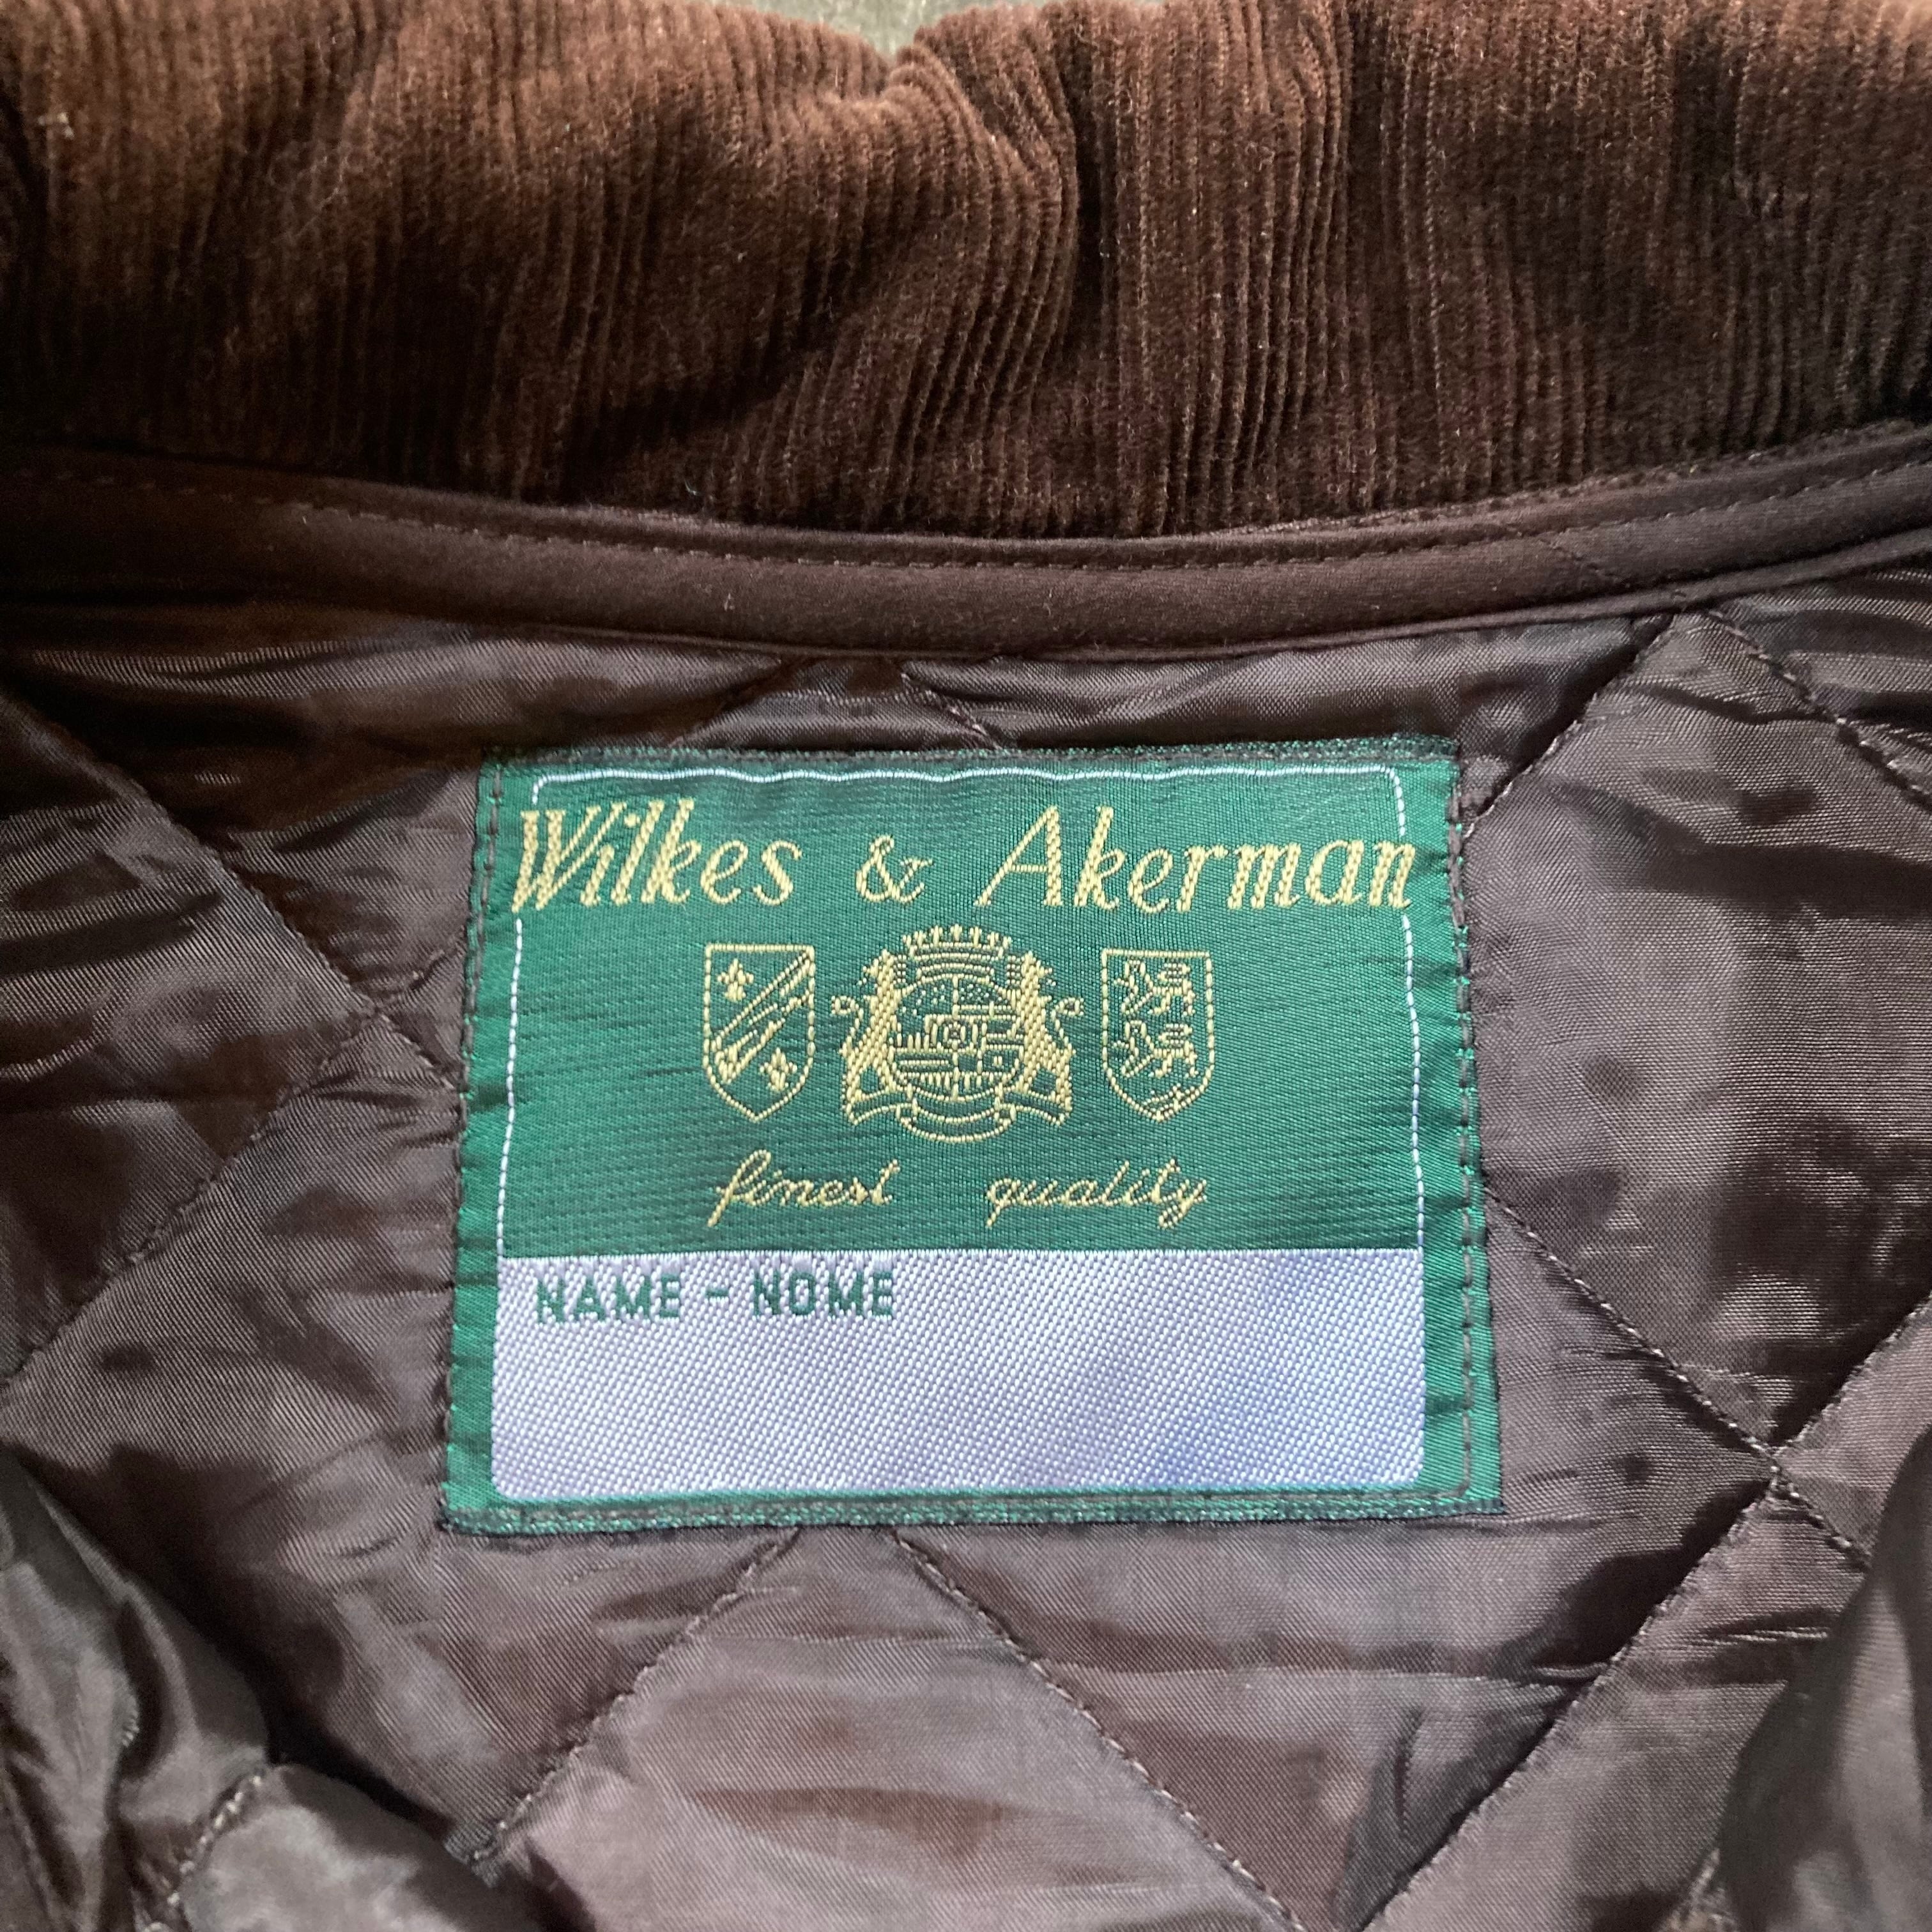 Wilkes & Akerman
finest quality
NAME - NOME